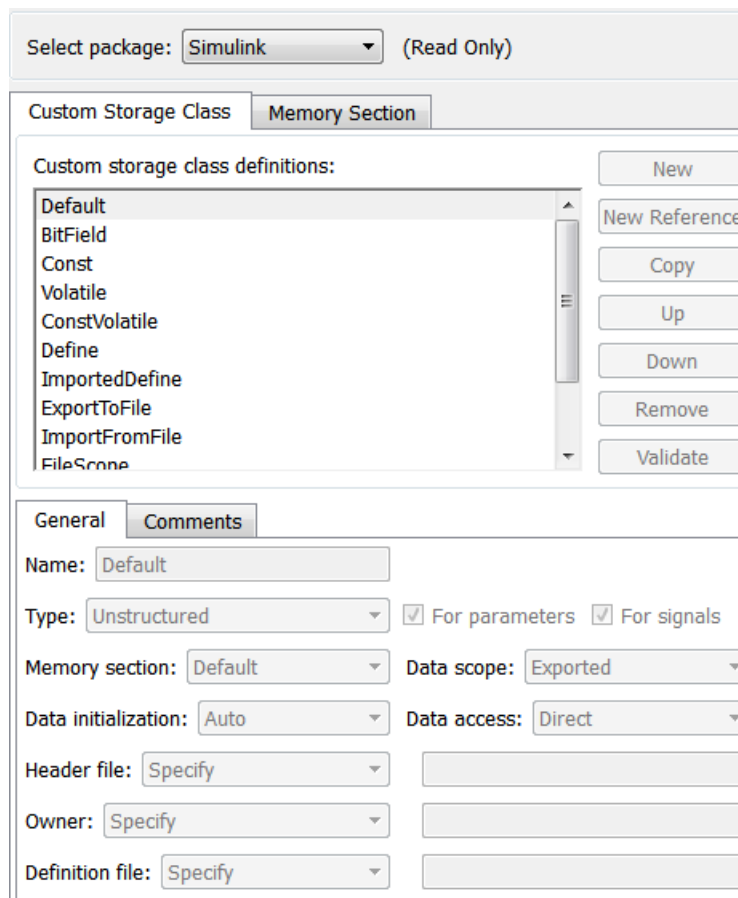 Select package: Simulink (Read Only)
Custom Storage Class Memory Section
Custom storage class definitions:
New
Default
New Reference
BitField
Const
Copy
Volatile
Up
ConstVolatile
Define
Down
ImportedDefine
ExportToFile
Remove
ImportFromFile
Validate
FileScope
General Comments
Name: Default
Type: Unstructured For parameters For signals
Memory section: Default Data scope: Exported
Data initialization: Auto Data access: Direct
Header file: Specify
Owner: Specify
Definition file: Specify